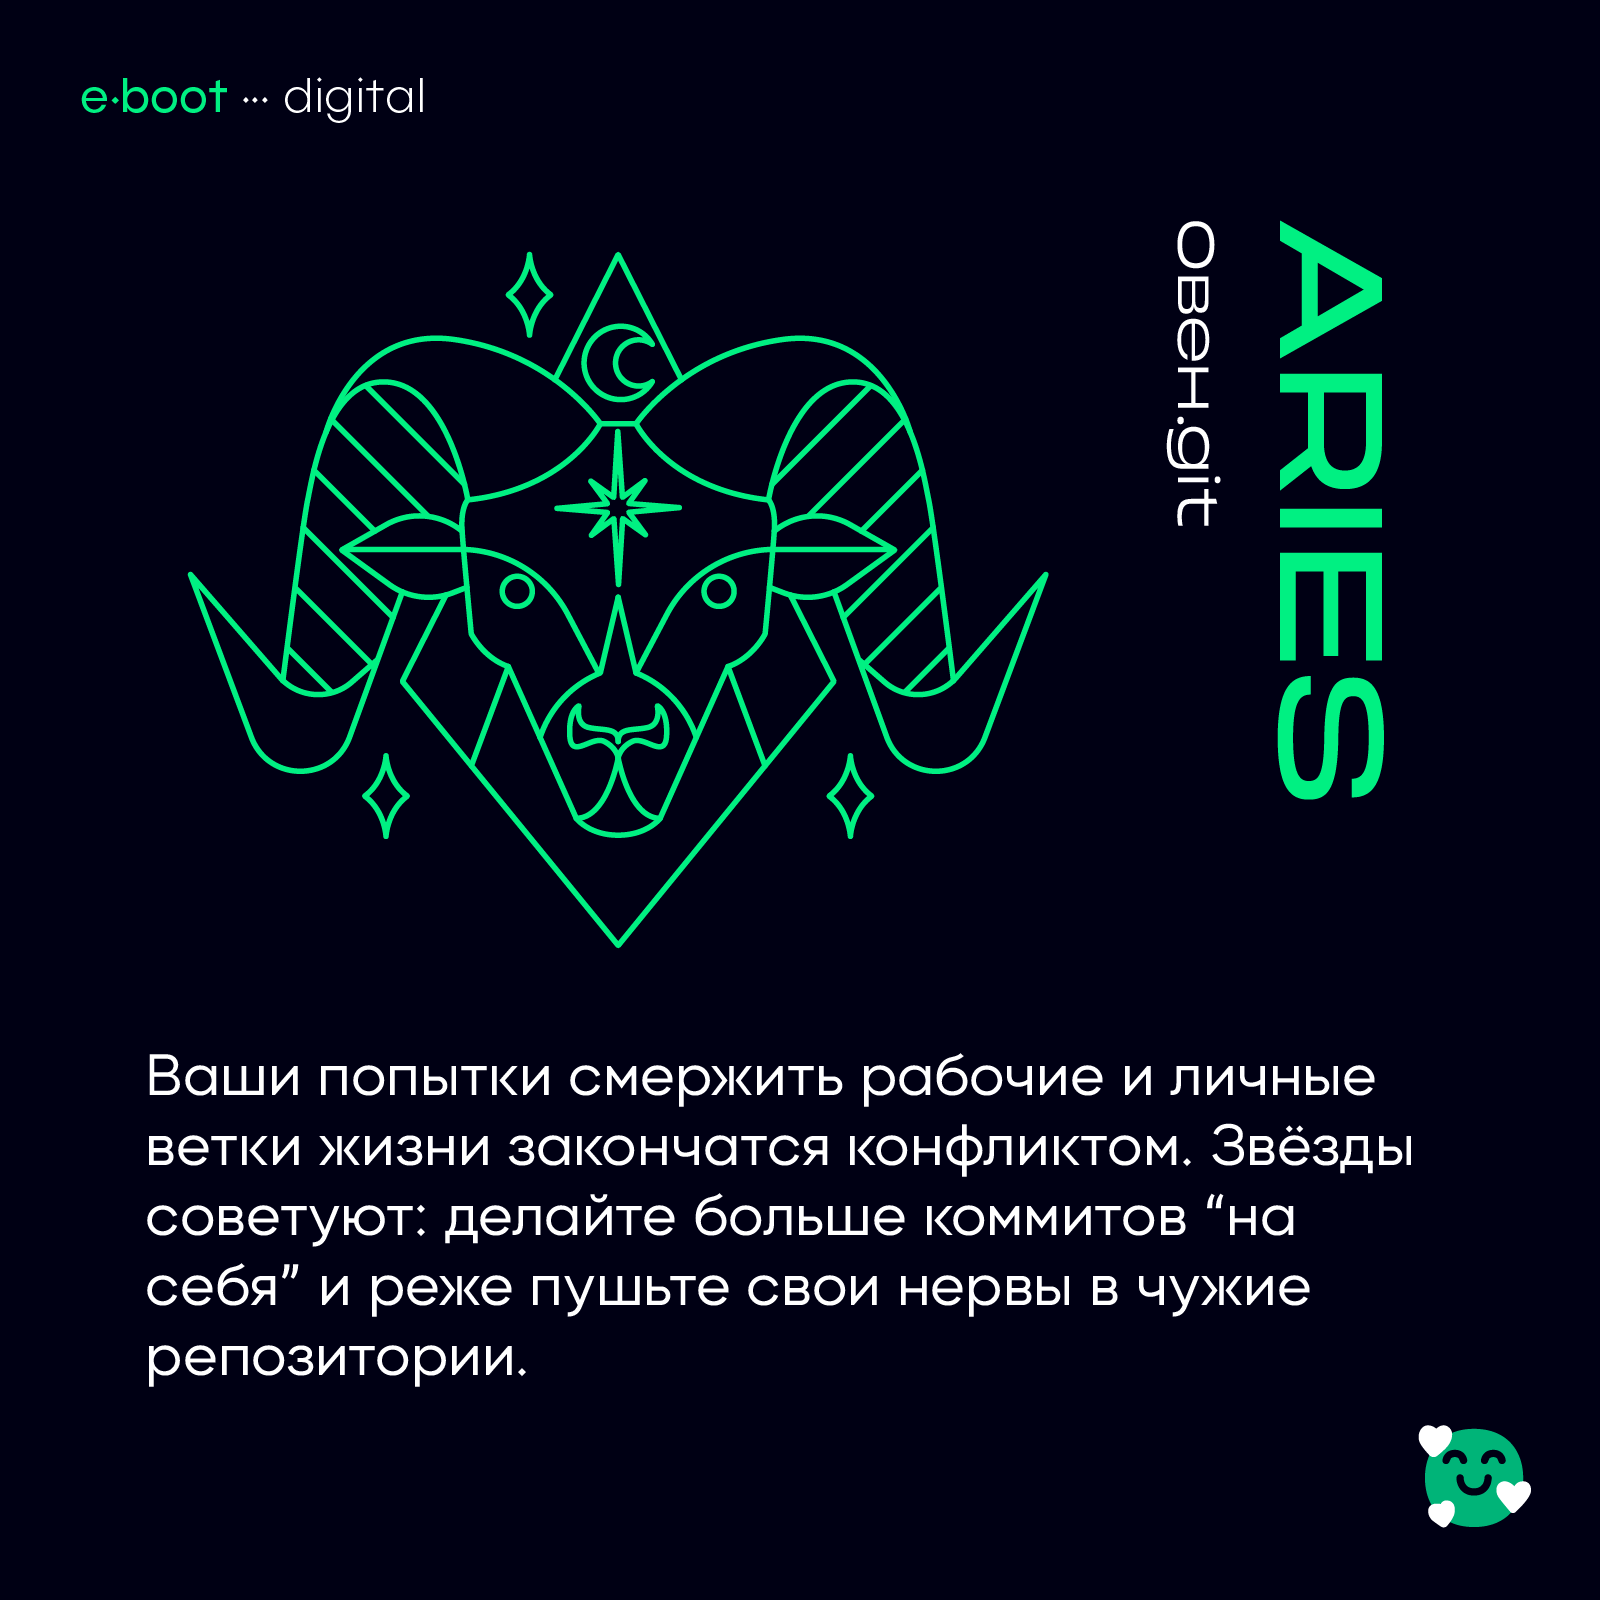 e·boot ··· digital
ARIES
овен.git
Ваши попытки смержить рабочие и личные
ветки жизни закончатся конфликтом. Звёзды
советуют: делайте больше коммитов “на
себя” и реже пушьте свои нервы в чужие
репозитории.